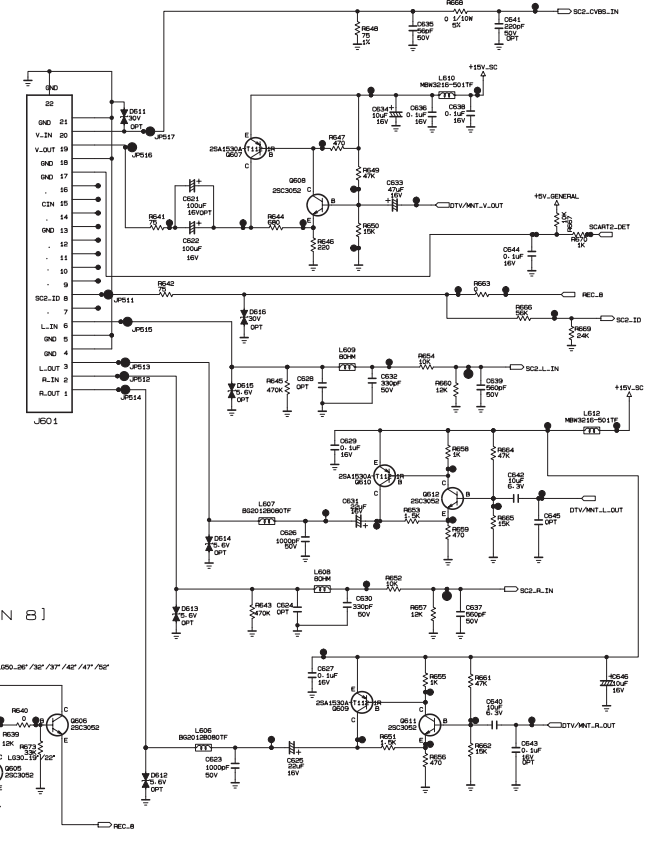 R668
0 1/10W
5%
SC2_CVBS_IN
R648
75
1%
C635
56pF
50V
C641
220pF
50V
OPT
+15V_SC
L610
MBW3216-501TF
GND
22
D611
30V
OPT
C634
10uF
16V
C636
0.1uF
16V
C638
0.1uF
16V
GND 21
V_IN 20
JP517
V_OUT 19
JP516
GND 18
GND 17
. 16
CIN 15
. 14
GND 13
. 12
. 11
. 10
. 9
SC2_ID 8
JP511
. 7
L_IN 6
JP515
GND 5
GND 4
L_OUT 3
JP513
R_IN 2
JP512
R_OUT 1
JP514
J601
E
2SA1530A-T112-1R
Q607
B
C
R647
470
R649
47K
C633
47uF
16V
DTV/MNT_V_OUT
Q608
2SC3052
C
B
E
C621
100uF
16VOPT
R641
75
C622
100uF
16V
R644
680
R646
220
R650
15K
+5V_GENERAL
R667
10K
SCART2_DET
R670
1K
C644
0.1uF
16V
R642
75
R663
0
REC_8
D616
30V
OPT
R666
56K
SC2_ID
R669
24K
L609
8OHM
R654
10K
SC2_L_IN
D615
5.6V
OPT
R645
470K
C628
OPT
C632
330pF
50V
R660
12K
C639
560pF
50V
+15V_SC
L612
MBW3216-501TF
C629
0.1uF
16V
E
2SA1530A-T112-1R
Q610
B
C
R658
1K
R664
47K
Q612
2SC3052
C
B
E
C642
10uF
6.3V
DTV/MNT_L_OUT
L607
BG2012B080TF
C631
22uF
16V
R653
1.5K
R659
470
R665
15K
C645
OPT
D614
5.6V
OPT
C626
1000pF
50V
L608
8OHM
R652
10K
SC2_R_IN
D613
5.6V
OPT
R643
470K
C624
OPT
C630
330pF
50V
R657
12K
C637
560pF
50V
N 8]
G50_26"/32"/37"/42"/47"/52"
C627
0.1uF
16V
E
2SA1530A-T112-1R
Q609
B
C
R655
1K
R661
47K
C646
10uF
16V
Q611
2SC3052
C
B
E
C640
10uF
6.3V
DTV/MNT_R_OUT
R640
0
B
C
Q606
2SC3052
E
R639
12K
R673
33K
LG30_19"/22"
C
Q605
2SC3052
E
L606
BG2012B080TF
C625
22uF
16V
R651
1.5K
R656
470
R662
15K
C643
0.1uF
16V
OPT
D612
5.6V
OPT
C623
1000pF
50V
REC_8